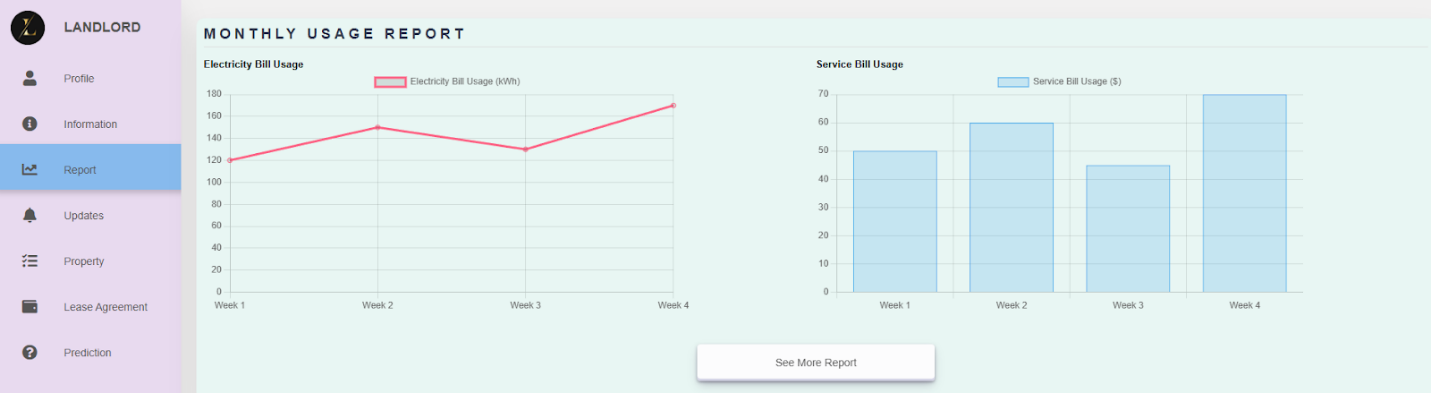 LANDLORD
Profile
Information
Report
Updates
Property
Lease Agreement
Prediction
MONTHLY USAGE REPORT
Electricity Bill Usage
Electricity Bill Usage (kWh)
180
160
140
120
100
80
60
40
20
0
Week 1 Week 2 Week 3 Week 4
Service Bill Usage
Service Bill Usage ($)
70
60
50
40
30
20
10
0
Week 1 Week 2 Week 3 Week 4
See More Report